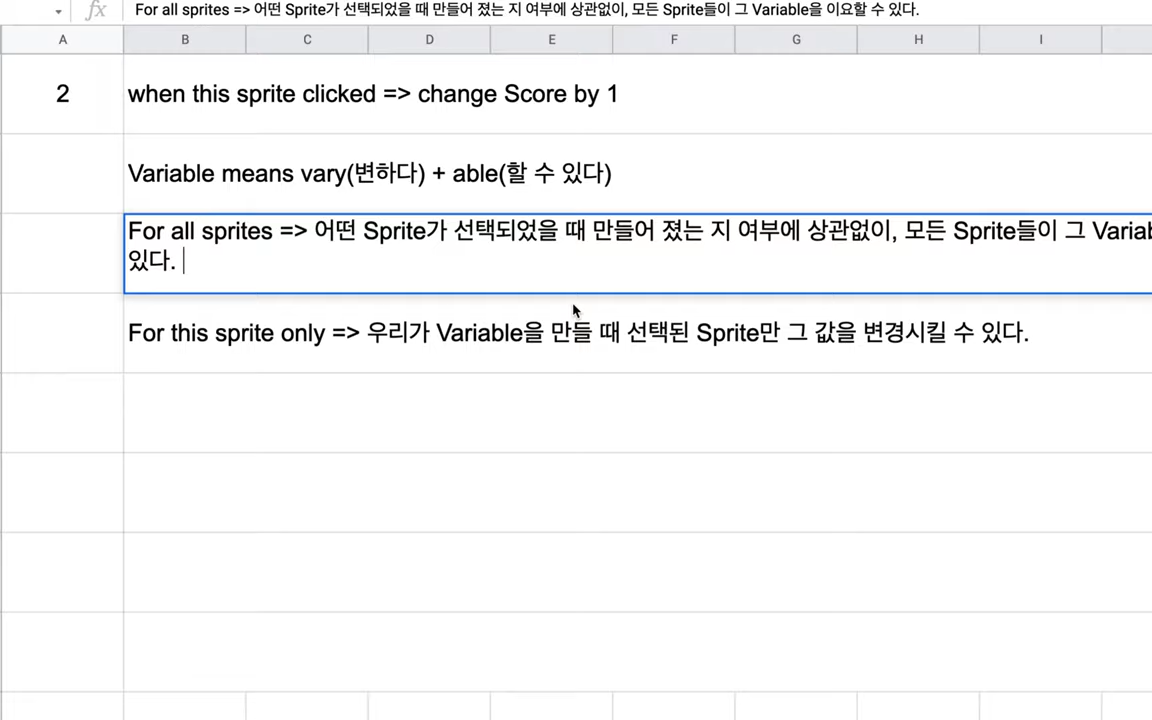 fx For all sprites => 어떤 Sprite가 선택되었을 때 만들어 졌는 지 여부에 상관없이, 모든 Sprite들이 그 Variable을 이요할 수 있다.
A B C D E F G H I
2 when this sprite clicked => change Score by 1
Variable means vary(변하다) + able(할 수 있다)
For all sprites => 어떤 Sprite가 선택되었을 때 만들어 졌는 지 여부에 상관없이, 모든 Sprite들이 그 Variab
있다.
For this sprite only => 우리가 Variable을 만들 때 선택된 Sprite만 그 값을 변경시킬 수 있다.